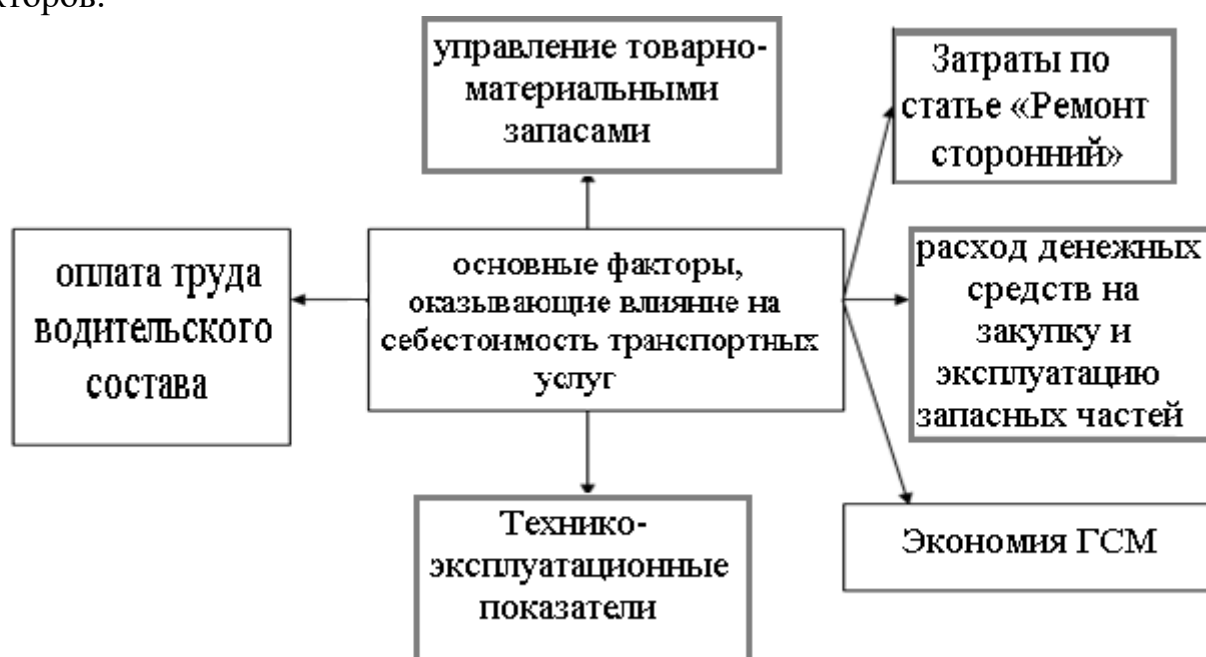 управление товарно-
материальными
запасами
Затраты по
статье «Ремонт
сторонний»
оплата труда
водительского
состава
основные факторы,
оказывающие влияние на
себестоимость транспортных
услуг
расход денежных
средств на
закупку и
эксплуатацию
запасных частей
Технико-
эксплуатационные
показатели
Экономия ГСМ